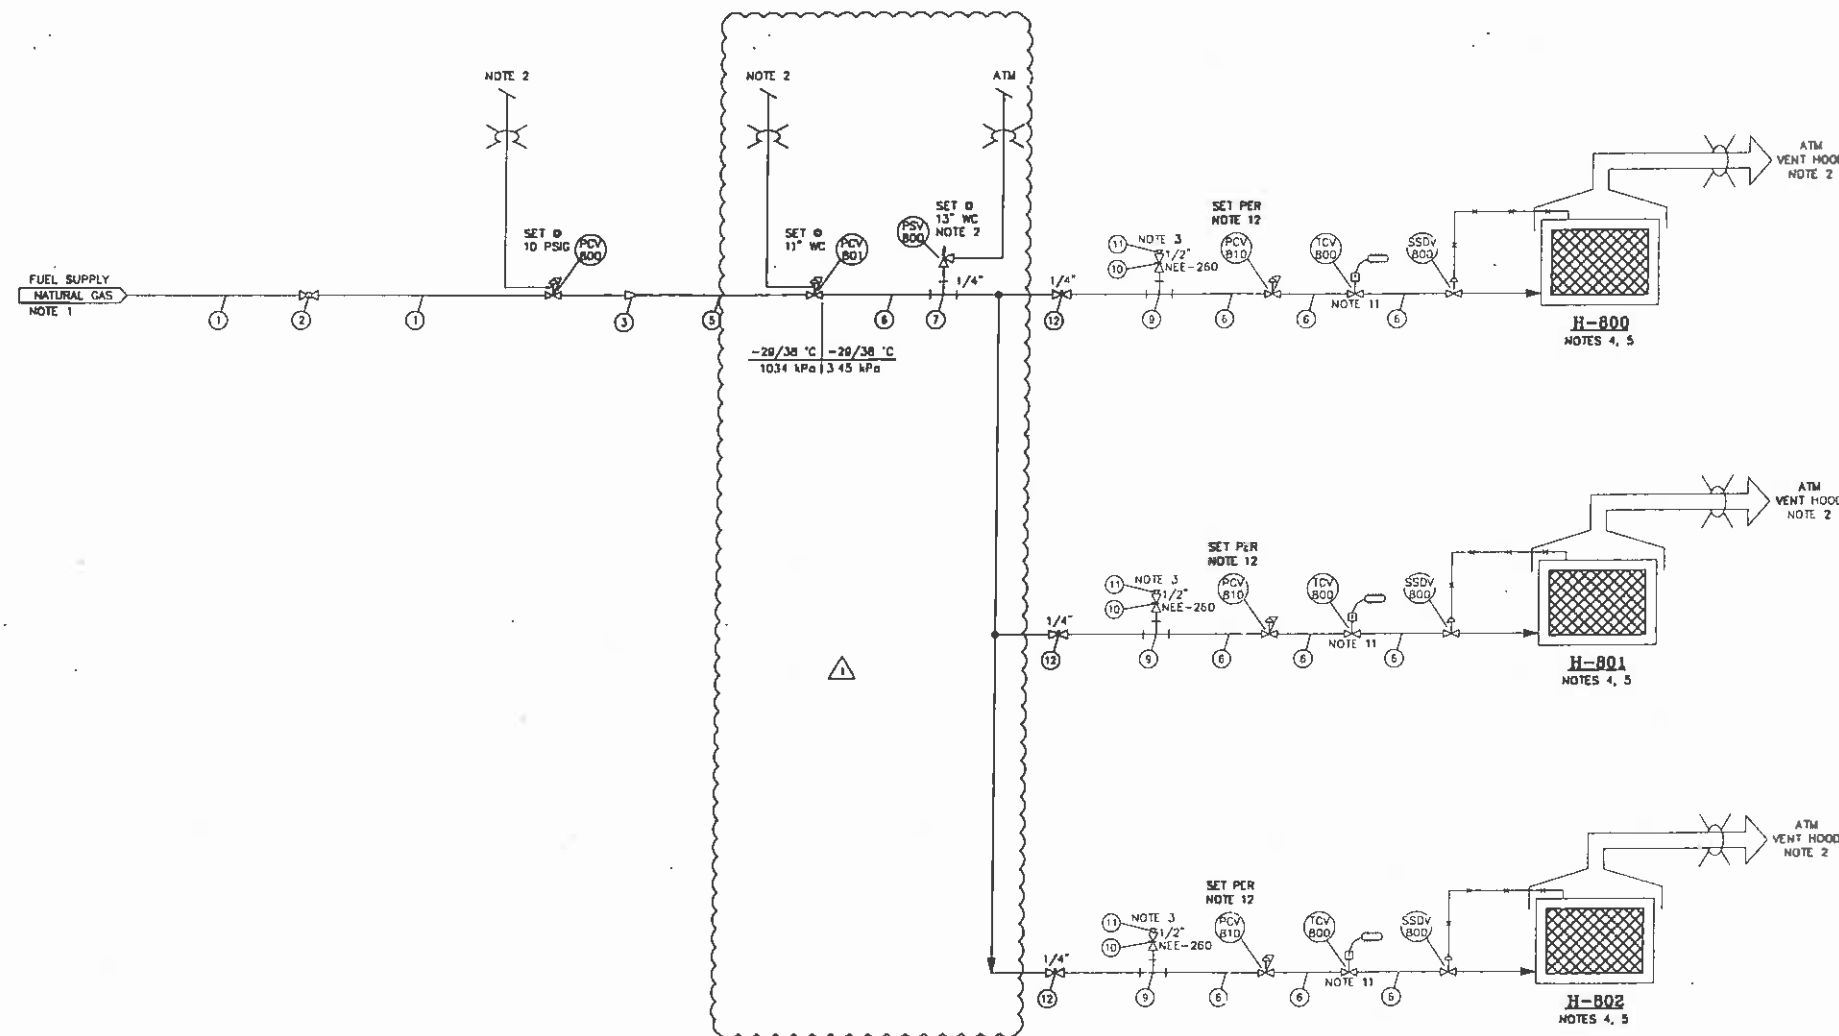 NOTE 2
NOTE 2
ATM
SET @
10 PSIG
PCV
800
SET @
11" WC
PCV
801
PSV
800
SET @
13" WC
NOTE 2
1/4"
FUEL SUPPLY
NATURAL GAS
NOTE 1
1
2
1
3
5
6
7
-29/38 °C
-29/38 °C
1034 kPa
3.45 kPa
1/4"
12
11
NOTE 3
1/2"
10
NEE-260
9
SET PER
NOTE 12
PCV
810
6
TCV
800
6
NOTE 11
SSDV
800
6
ATM
VENT HOOD
NOTE 2
H-800
NOTES 4, 5
1/4"
12
11
NOTE 3
1/2"
10
NEE-260
9
SET PER
NOTE 12
PCV
810
6
TCV
800
6
NOTE 11
SSDV
800
6
ATM
VENT HOOD
NOTE 2
H-801
NOTES 4, 5
1
1/4"
12
11
NOTE 3
1/2"
10
NEE-260
9
SET PER
NOTE 12
PCV
810
6
TCV
800
6
NOTE 11
SSDV
800
6
ATM
VENT HOOD
NOTE 2
H-802
NOTES 4, 5